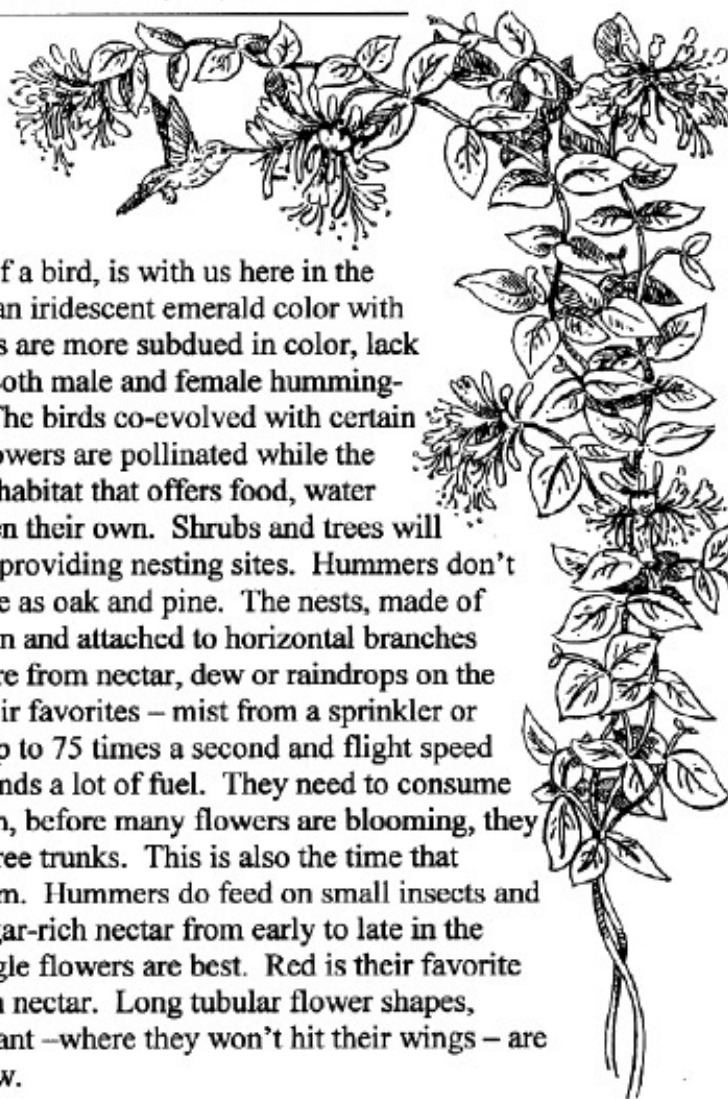 f a bird, is with us here in the
an iridescent emerald color with
s are more subdued in color, lack
oth male and female humming-
The birds co-evolved with certain
owers are pollinated while the
habitat that offers food, water
en their own. Shrubs and trees will
providing nesting sites. Hummers don't
e as oak and pine. The nests, made of
n and attached to horizontal branches
re from nectar, dew or raindrops on the
ir favorites – mist from a sprinkler or
p to 75 times a second and flight speed
nds a lot of fuel. They need to consume
n, before many flowers are blooming, they
ree trunks. This is also the time that
m. Hummers do feed on small insects and
gar-rich nectar from early to late in the
gle flowers are best. Red is their favorite
n nectar. Long tubular flower shapes,
ant –where they won't hit their wings – are
w.